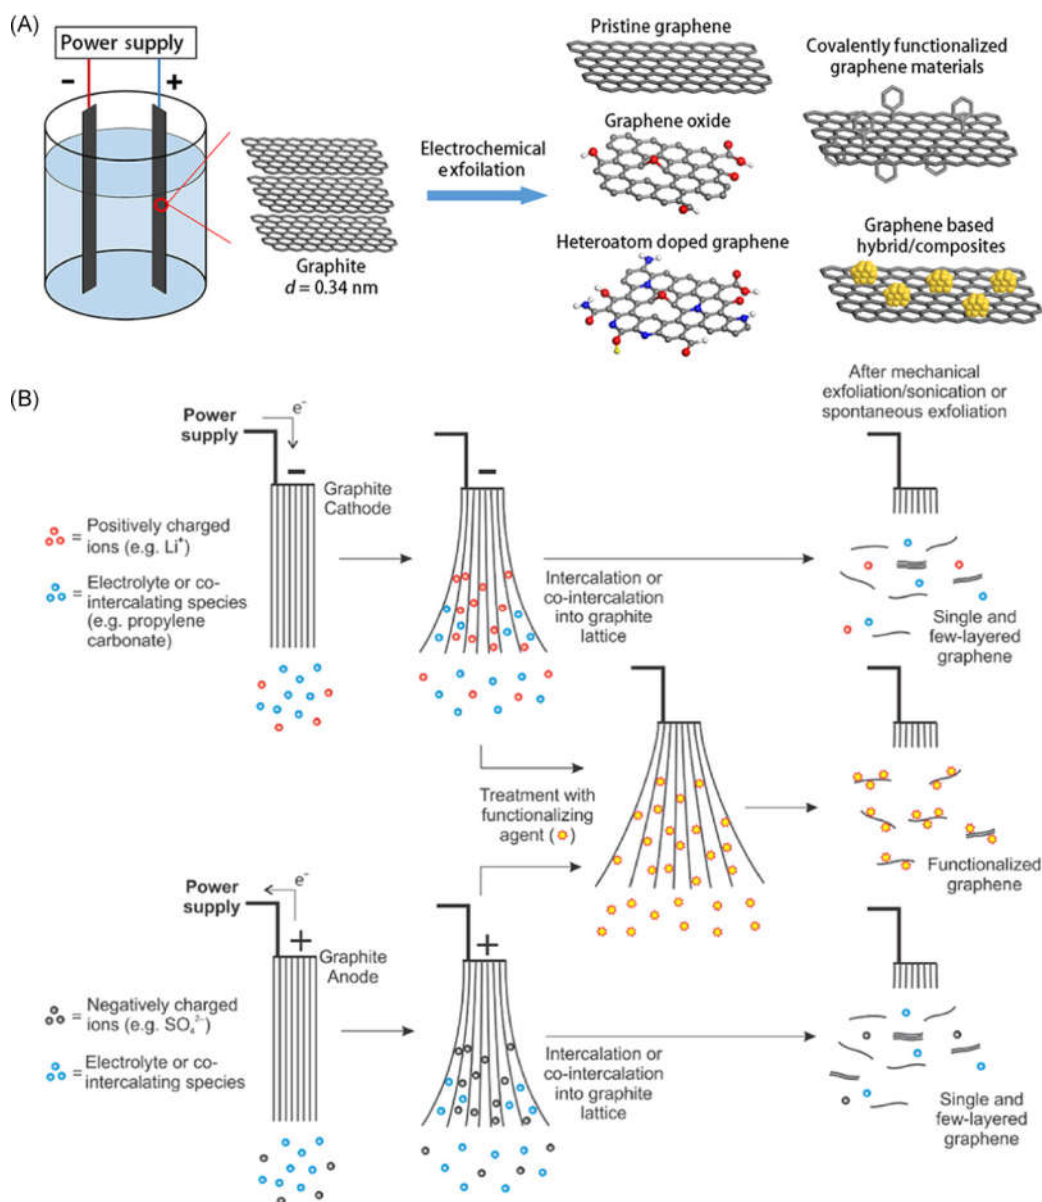 (A)
Power supply
−
+
Graphite
d = 0.34 nm
Electrochemical
exfoilation
Pristine graphene
Graphene oxide
Heteroatom doped graphene
Covalently functionalized
graphene materials
Graphene based
hybrid/composites
(B)
After mechanical
exfoliation/sonication or
spontaneous exfoliation
Power
supply
e⁻
−
Graphite
Cathode
−
= Positively charged
ions (e.g. Li⁺)
= Electrolyte or co-
intercalating species
(e.g. propylene
carbonate)
Intercalation or
co-intercalation
into graphite
lattice
Single and
few-layered
graphene
Treatment with
functionalizing
agent ( )
Functionalized
graphene
Power
supply
e⁻
+
Graphite
Anode
+
= Negatively charged
ions (e.g. SO₄²⁻)
= Electrolyte or co-
intercalating species
Intercalation or
co-intercalation
into graphite
lattice
Single and
few-layered
graphene